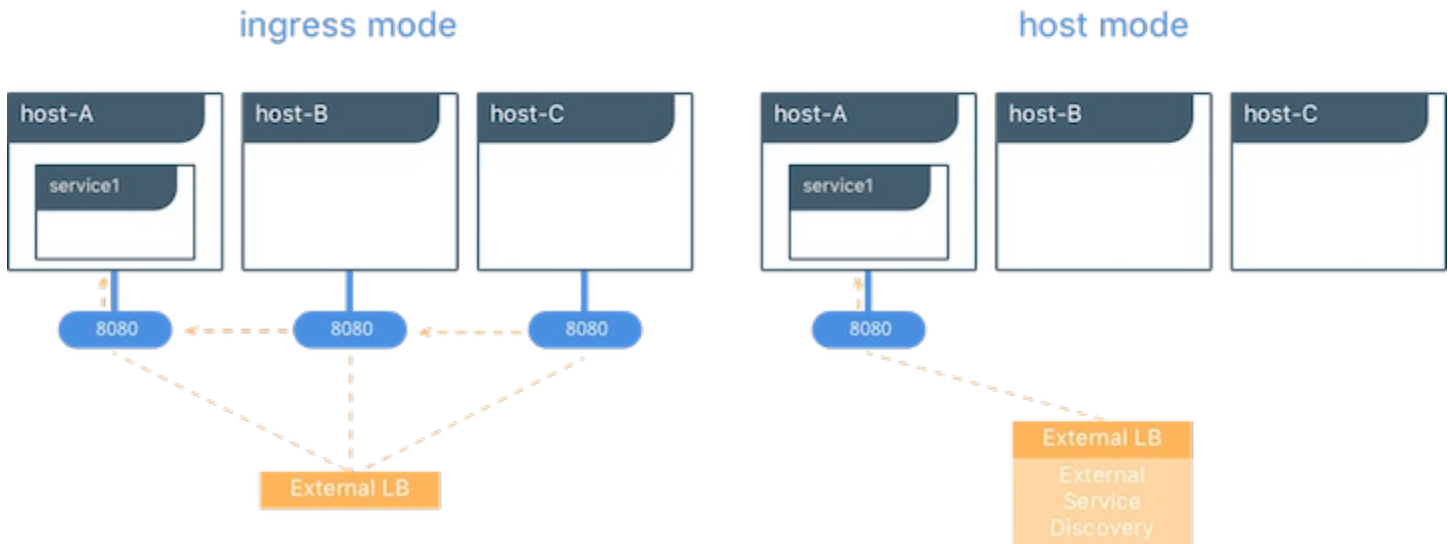 ingress mode
host mode
host-A
host-B
host-C
host-A
host-B
host-C
service1
service1
8080
8080
8080
8080
External LB
External LB
External
Service
Discovery